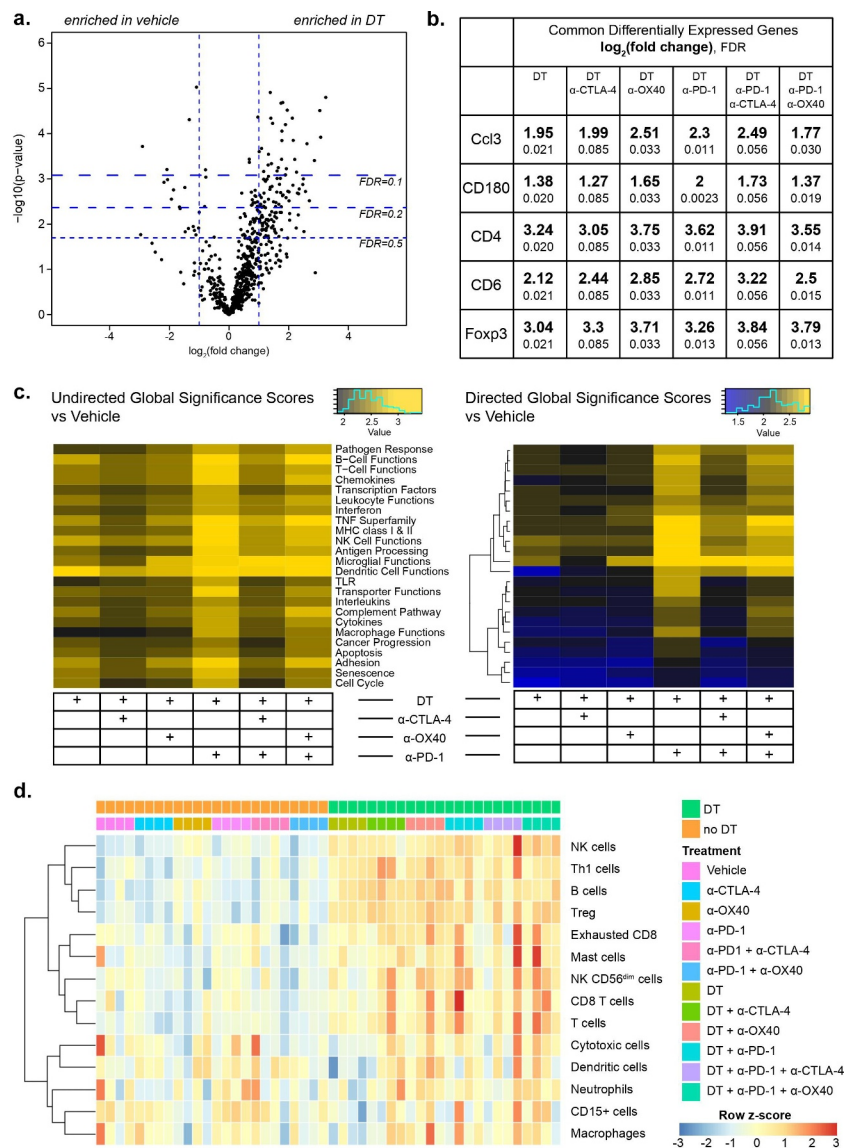 a.
enriched in vehicle
enriched in DT
6
5
4
3
2
1
0
−log10(p-value)
FDR=0.1
FDR=0.2
FDR=0.5
-4
-2
0
2
4
log2(fold change)
b.
Common Differentially Expressed Genes
log2(fold change), FDR
DT
DT α-CTLA-4
DT α-OX40
DT α-PD-1
DT α-PD-1 α-CTLA-4
DT α-PD-1 α-OX40
Ccl3
1.95 1.99 2.51 2.3 2.49 1.77
0.021 0.085 0.033 0.011 0.056 0.030
CD180
1.38 1.27 1.65 2 1.73 1.37
0.020 0.085 0.033 0.0023 0.056 0.019
CD4
3.24 3.05 3.75 3.62 3.91 3.55
0.020 0.085 0.033 0.011 0.056 0.014
CD6
2.12 2.44 2.85 2.72 3.22 2.5
0.021 0.085 0.033 0.011 0.056 0.015
Foxp3
3.04 3.3 3.71 3.26 3.84 3.79
0.021 0.085 0.033 0.013 0.056 0.013
c.
Undirected Global Significance Scores
vs Vehicle
2 2.5 3
Value
Directed Global Significance Scores
vs Vehicle
1.5 2 2.5
Value
Pathogen Response
B-Cell Functions
T-Cell Functions
Chemokines
Transcription Factors
Leukocyte Functions
Interferon
TNF Superfamily
MHC class I & II
NK Cell Functions
Antigen Processing
Microglial Functions
Dendritic Cell Functions
TLR
Transporter Functions
Interleukins
Complement Pathway
Cytokines
Macrophage Functions
Cancer Progression
Apoptosis
Adhesion
Senescence
Cell Cycle
+ + + + + + DT + + + + + +
+ + α-CTLA-4 + +
+ + α-OX40 + +
+ + + α-PD-1 + + +
d.
NK cells
Th1 cells
B cells
Treg
Exhausted CD8
Mast cells
NK CD56dim cells
CD8 T cells
T cells
Cytotoxic cells
Dendritic cells
Neutrophils
CD15+ cells
Macrophages
DT
no DT
Treatment
Vehicle
α-CTLA-4
α-OX40
α-PD-1
α-PD1 + α-CTLA-4
α-PD-1 + α-OX40
DT
DT + α-CTLA-4
DT + α-OX40
DT + α-PD-1
DT + α-PD-1 + α-CTLA-4
DT + α-PD-1 + α-OX40
Row z-score
-3 -2 -1 0 1 2 3